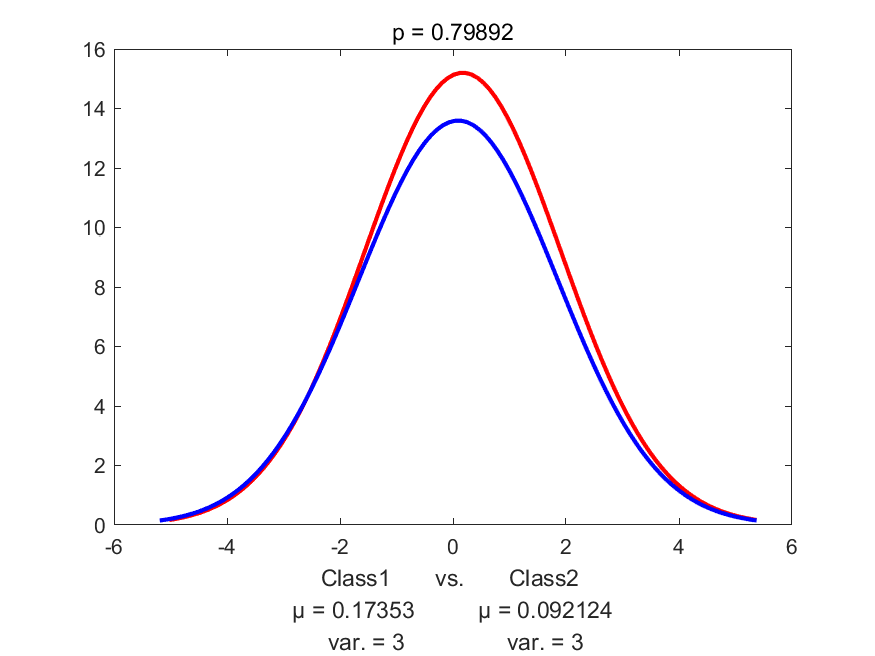 p = 0.79892
16
14
12
10
8
6
4
2
0
-6 -4 -2 0 2 4 6
Class1 vs. Class2
μ = 0.17353 μ = 0.092124
var. = 3 var. = 3